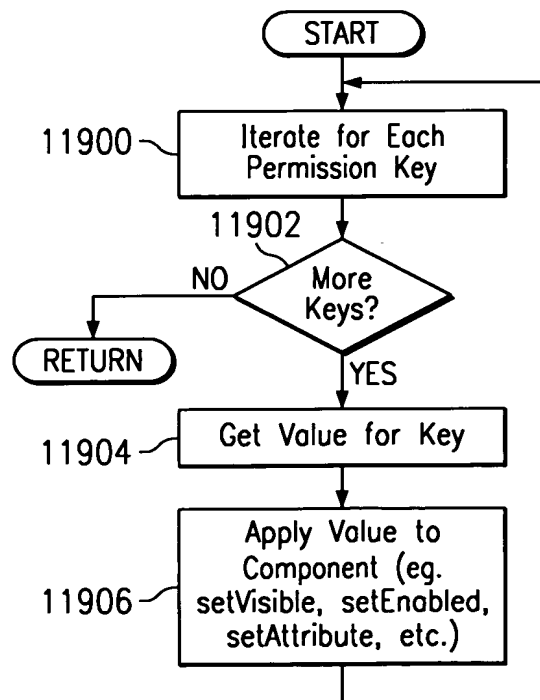 START
11900
Iterate for Each
Permission Key
11902
More
Keys?
NO
RETURN
YES
11904
Get Value for Key
11906
Apply Value to
Component (eg.
setVisible, setEnabled,
setAttribute, etc.)